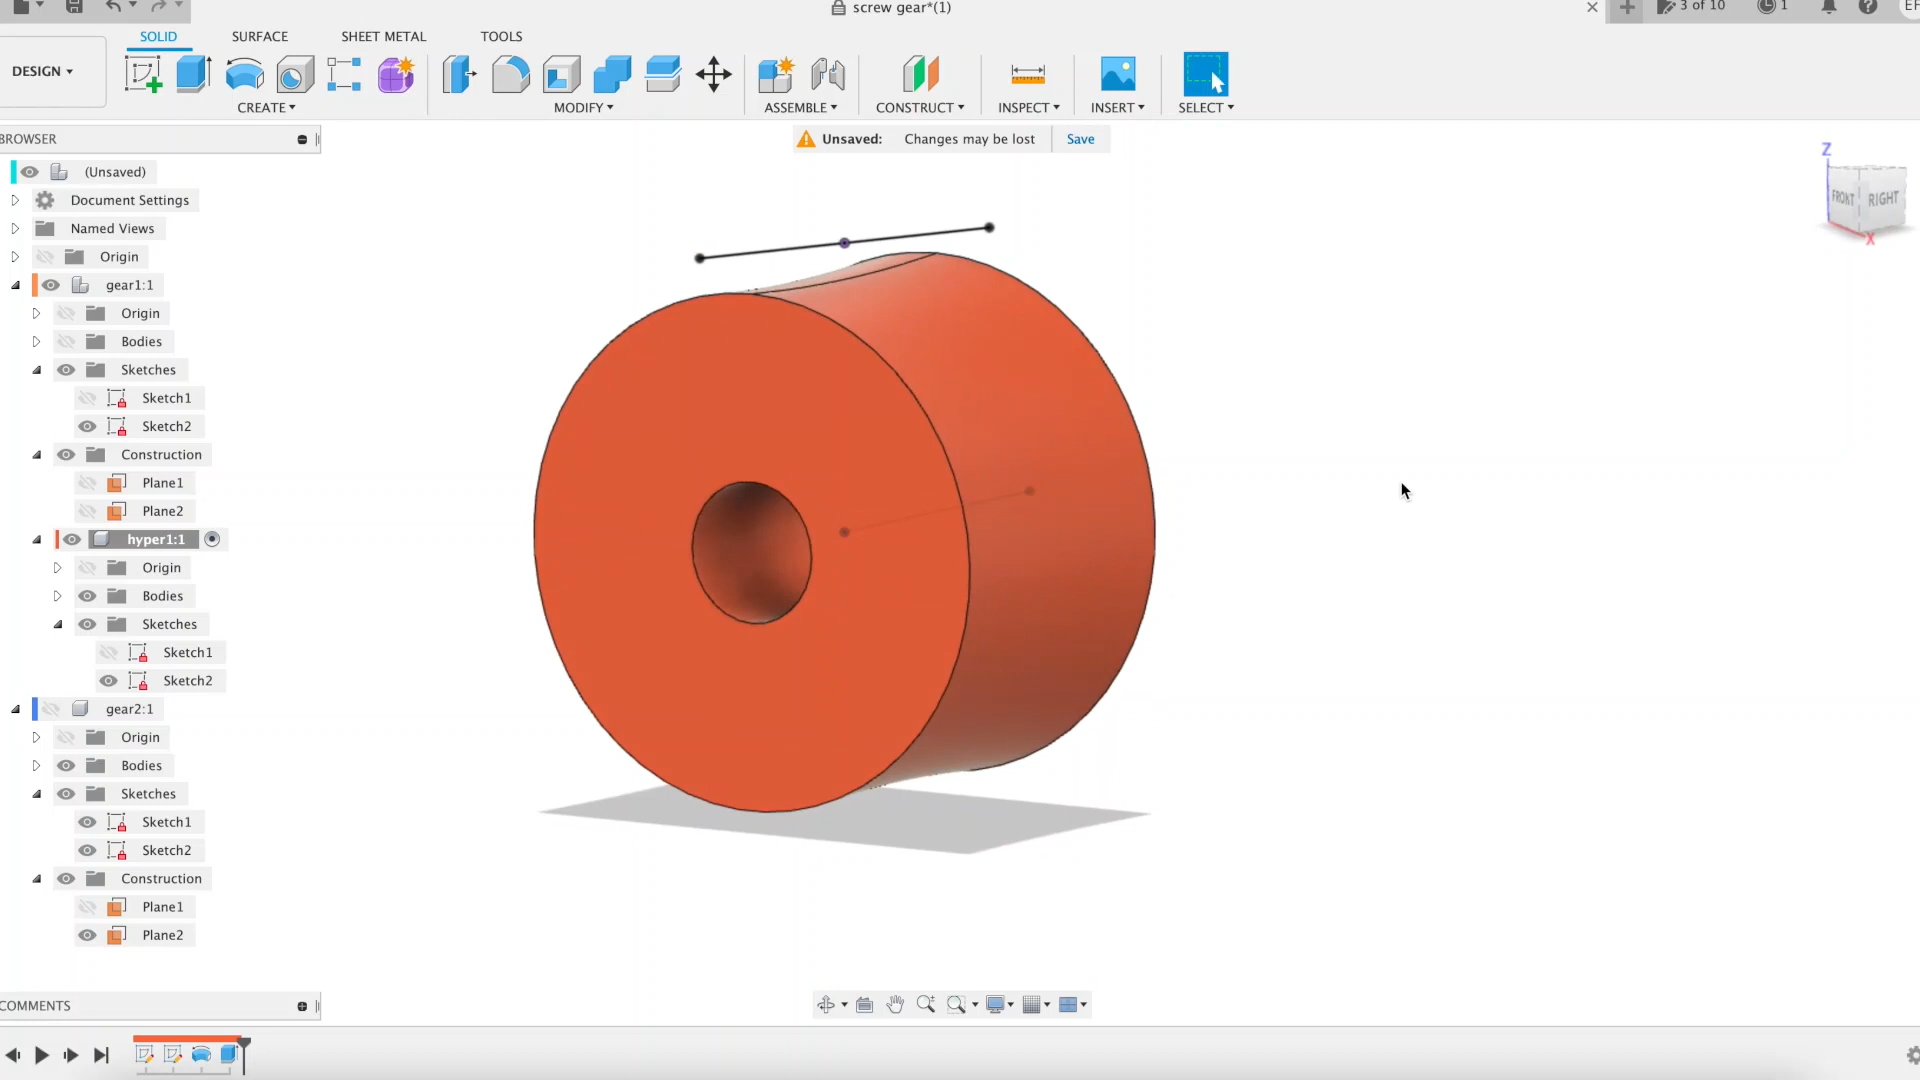 screw gear*(1)
3 of 10
1
EF
SOLID
SURFACE
SHEET METAL
TOOLS
DESIGN
CREATE
MODIFY
ASSEMBLE
CONSTRUCT
INSPECT
INSERT
SELECT
BROWSER
Unsaved: Changes may be lost Save
(Unsaved)
Document Settings
Named Views
Origin
gear1:1
Origin
Bodies
Sketches
Sketch1
Sketch2
Construction
Plane1
Plane2
hyper1:1
Origin
Bodies
Sketches
Sketch1
Sketch2
gear2:1
Origin
Bodies
Sketches
Sketch1
Sketch2
Construction
Plane1
Plane2
Z
FRONT
RIGHT
X
COMMENTS